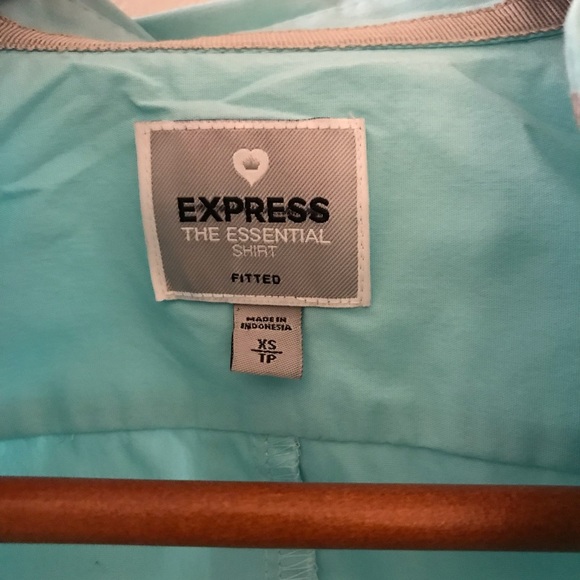 EXPRESS
THE ESSENTIAL
SHIRT
FITTED
MADE IN
INDONESIA
XS
TP